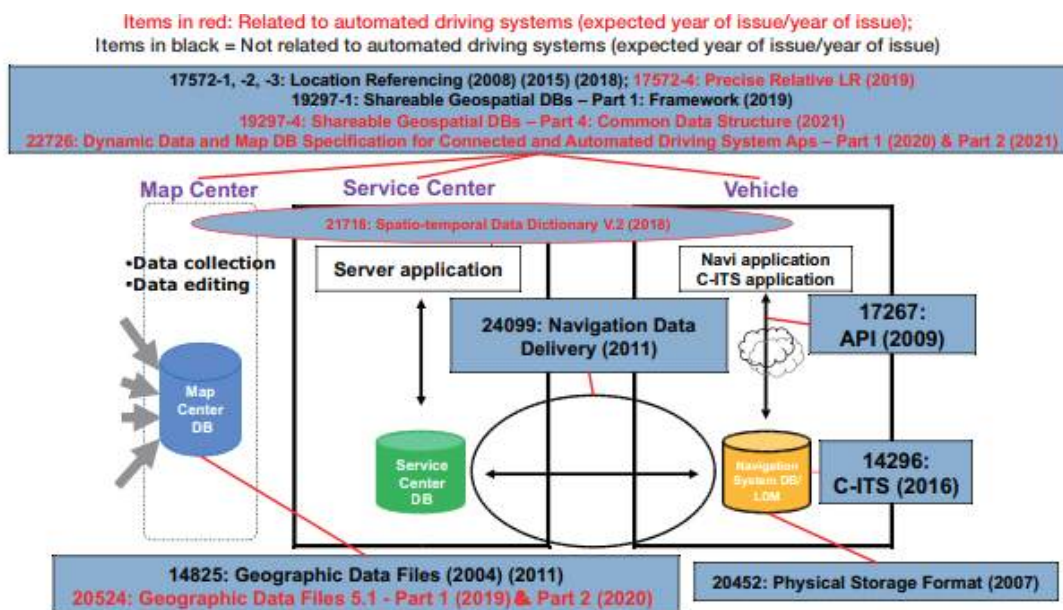 Items in red: Related to automated driving systems (expected year of issue/year of issue);
Items in black = Not related to automated driving systems (expected year of issue/year of issue)
17572-1, -2, -3: Location Referencing (2008) (2015) (2018); 17572-4: Precise Relative LR (2019)
19297-1: Shareable Geospatial DBs – Part 1: Framework (2019)
19297-4: Shareable Geospatial DBs – Part 4: Common Data Structure (2021)
22726: Dynamic Data and Map DB Specification for Connected and Automated Driving System Aps – Part 1 (2020) & Part 2 (2021)
Map Center
Service Center
Vehicle
21718: Spatio-temporal Data Dictionary V.2 (2018)
•Data collection
•Data editing
Server application
Navi application
C-ITS application
24099: Navigation Data
Delivery (2011)
17267:
API (2009)
Map
Center
DB
Service
Center
DB
Navigation
System DB/
LDM
14296:
C-ITS (2016)
14825: Geographic Data Files (2004) (2011)
20524: Geographic Data Files 5.1 - Part 1 (2019) & Part 2 (2020)
20452: Physical Storage Format (2007)